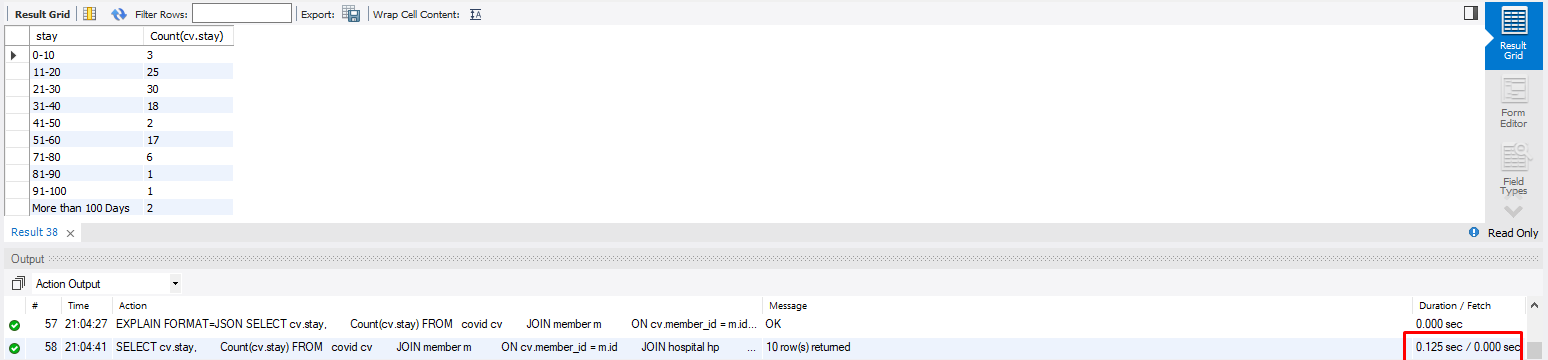 Result Grid Filter Rows: Export: Wrap Cell Content:
stay Count(cv.stay)
0-10 3
11-20 25
21-30 30
31-40 18
41-50 2
51-60 17
71-80 6
81-90 1
91-100 1
More than 100 Days 2
Result Grid
Form Editor
Field Types
Result 38 Read Only
Output
Action Output
# Time Action Message Duration / Fetch
57 21:04:27 EXPLAIN FORMAT=JSON SELECT cv.stay, Count(cv.stay) FROM covid cv JOIN member m ON cv.member_id = m.id... OK 0.000 sec
58 21:04:41 SELECT cv.stay, Count(cv.stay) FROM covid cv JOIN member m ON cv.member_id = m.id JOIN hospital hp ... 10 row(s) returned 0.125 sec / 0.000 sec